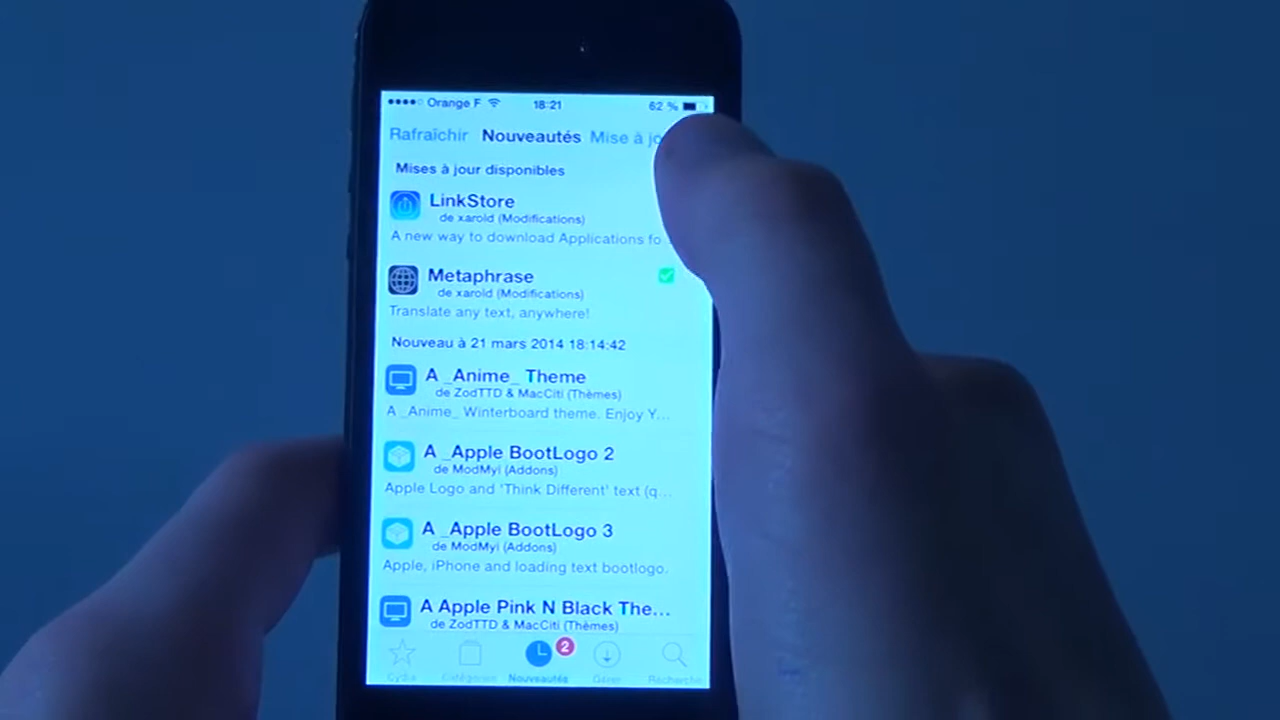 Orange F 18:21 62 %
Rafraîchir Nouveautés Mise à jo
Mises à jour disponibles
LinkStore
de xarold (Modifications)
A new way to download Applications fo
Metaphrase
de xarold (Modifications)
Translate any text, anywhere!
Nouveau à 21 mars 2014 18:14:42
A _Anime_ Theme
de ZodTTD & MacCiti (Thèmes)
A _Anime_ Winterboard theme. Enjoy Y...
A _Apple BootLogo 2
de ModMyi (Addons)
Apple Logo and 'Think Different' text (q...
A _Apple BootLogo 3
de ModMyi (Addons)
Apple, iPhone and loading text bootlogo.
A Apple Pink N Black The...
de ZodTTD & MacCiti (Thèmes)
2
Cydia Catégories Nouveautés Gérer Recherche